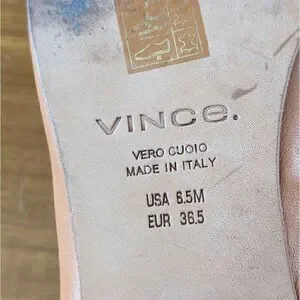 VINCE.
VERO CUOIO
MADE IN ITALY
USA 6.5M
EUR 36.5